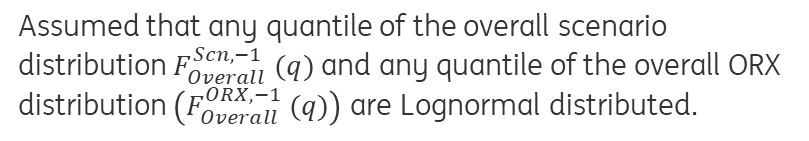 Assumed that any quantile of the overall scenario
distribution $F_{Overall}^{Scn,-1}(q)$ and any quantile of the overall ORX
distribution $\left(F_{Overall}^{ORX,-1}(q)\right)$ are Lognormal distributed.